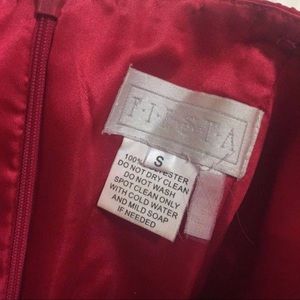 FIESTA
S
100% POLYESTER
DO NOT DRY CLEAN
DO NOT WASH
SPOT CLEAN ONLY
WITH COLD WATER
AND MILD SOAP
IF NEEDED